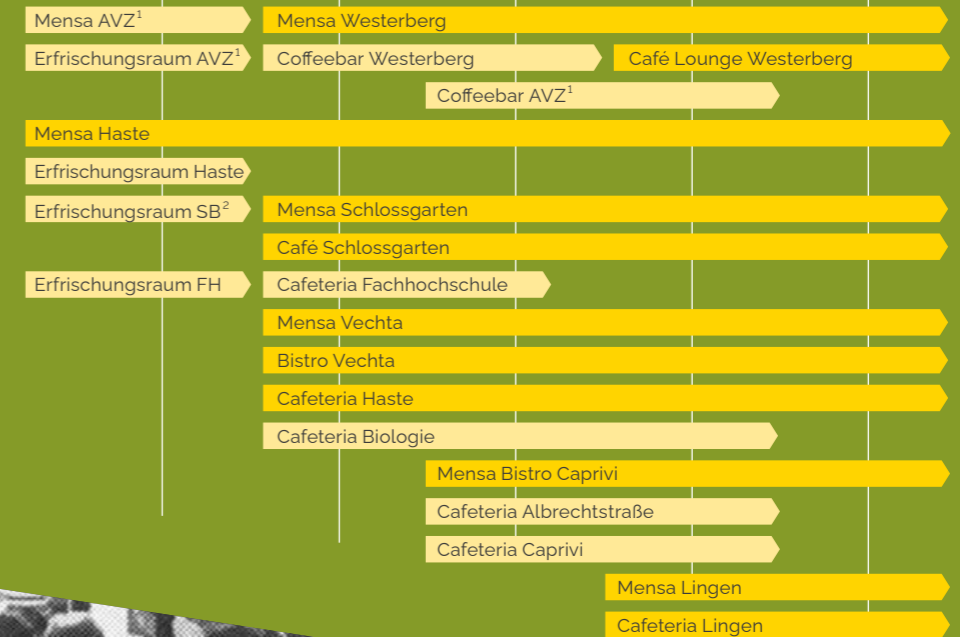 Mensa AVZ¹ Mensa Westerberg
Erfrischungsraum AVZ¹ Coffeebar Westerberg Café Lounge Westerberg
Coffeebar AVZ¹
Mensa Haste
Erfrischungsraum Haste
Erfrischungsraum SB² Mensa Schlossgarten
Café Schlossgarten
Erfrischungsraum FH Cafeteria Fachhochschule
Mensa Vechta
Bistro Vechta
Cafeteria Haste
Cafeteria Biologie
Mensa Bistro Caprivi
Cafeteria Albrechtstraße
Cafeteria Caprivi
Mensa Lingen
Cafeteria Lingen